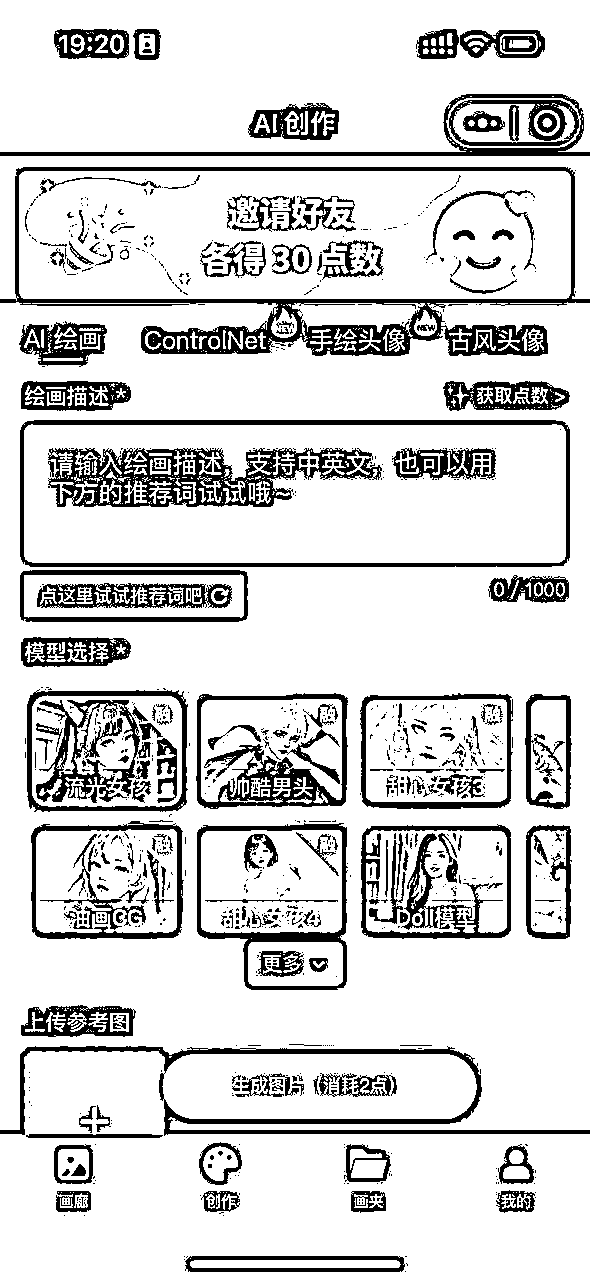 19:20
AI 创作
邀请好友
各得 30 点数
AI 绘画 ControlNet 手绘头像 NEW 古风头像
绘画描述 * 获取点数 >
请输入绘画描述，支持中英文，也可以用
下方的推荐词试试哦~
点这里试试推荐词吧 0/1000
模型选择 *
流光女孩 帅酷男头 甜心女孩3
油画CG 甜心女孩4 Doll模型
更多
上传参考图
生成图片（消耗2点）
画廊 创作 画夹 我的